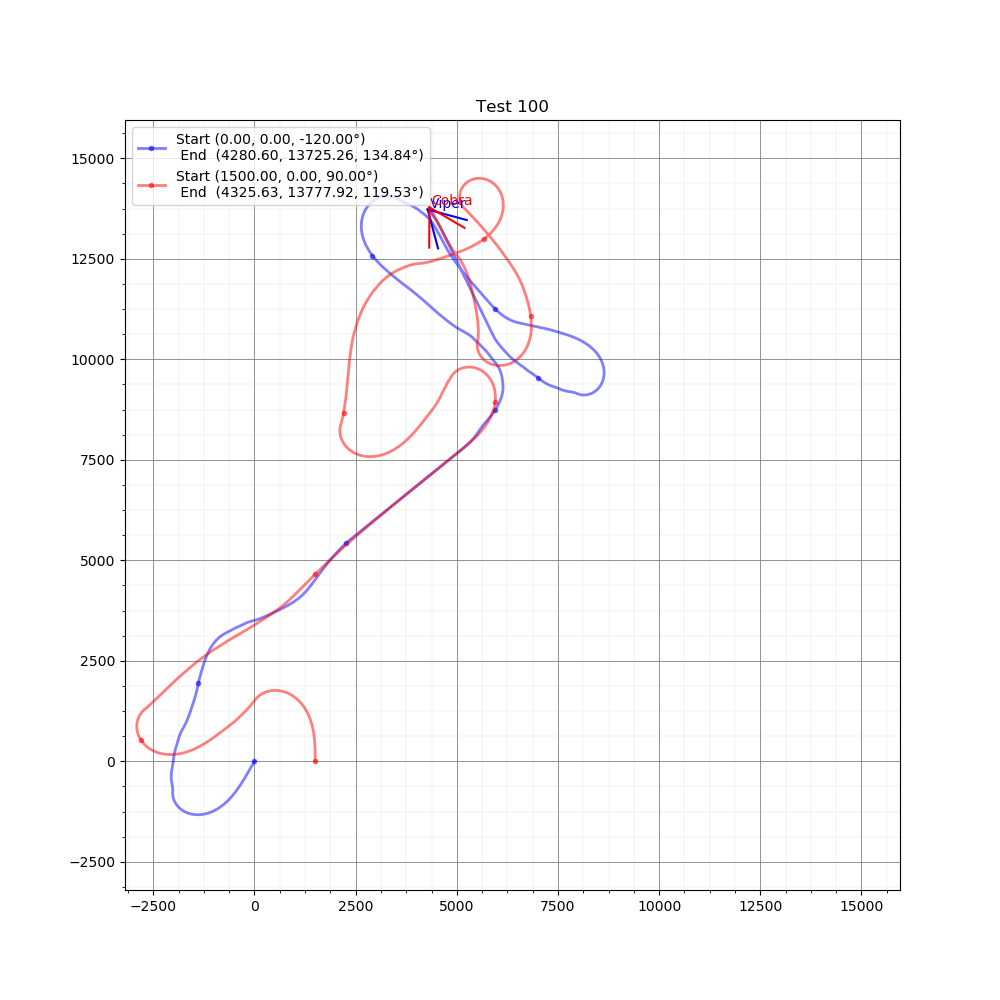 Test 100
Start (0.00, 0.00, -120.00°)
End  (4280.60, 13725.26, 134.84°)
Start (1500.00, 0.00, 90.00°)
End  (4325.63, 13777.92, 119.53°)
Cobra
Viper
15000
12500
10000
7500
5000
2500
0
−2500
−2500 0 2500 5000 7500 10000 12500 15000